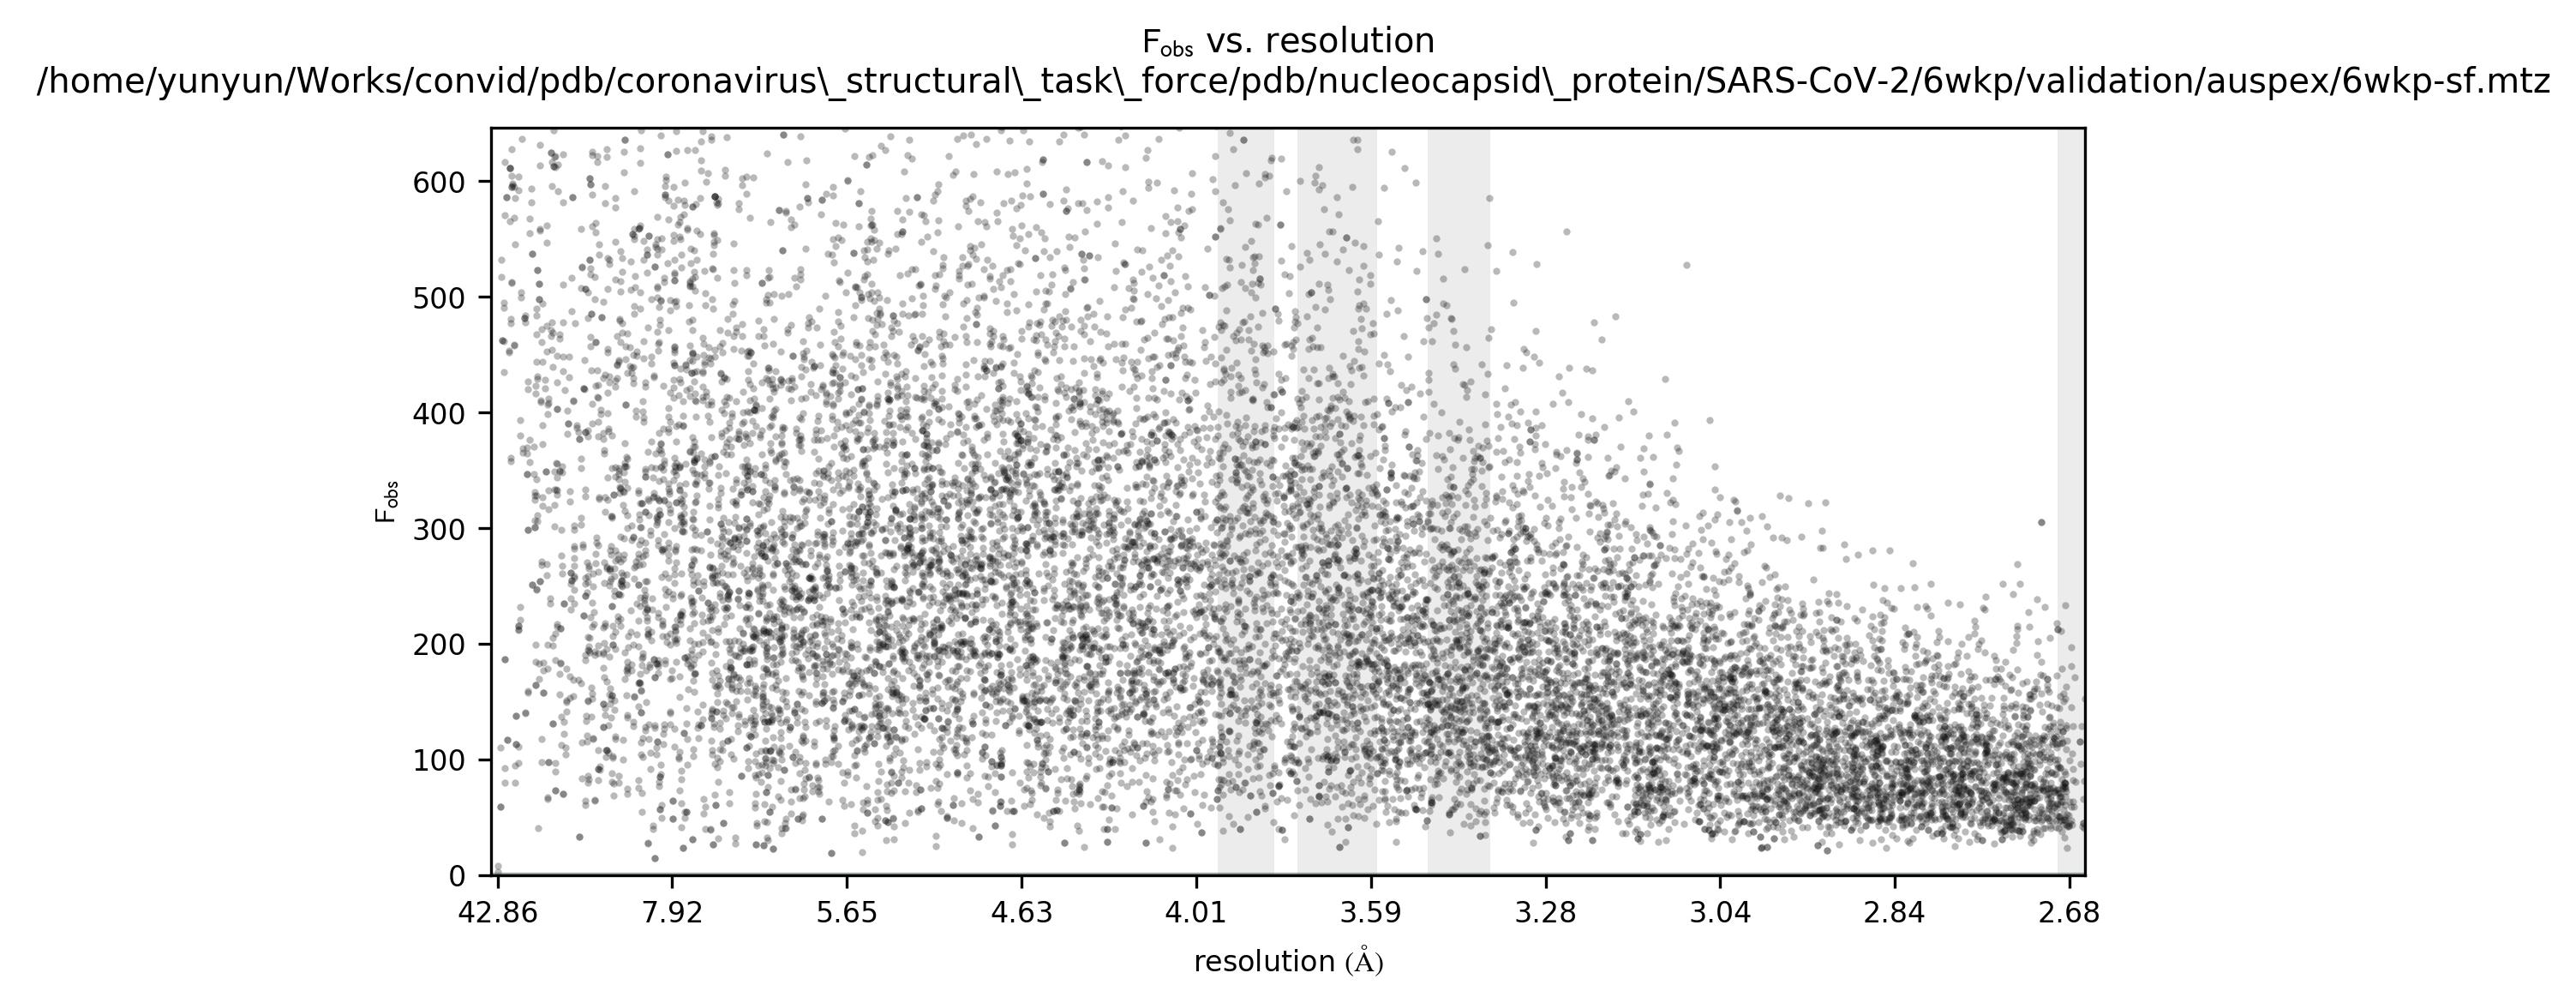 Fobs vs. resolution
/home/yunyun/Works/convid/pdb/coronavirus\_structural\_task\_force/pdb/nucleocapsid\_protein/SARS-CoV-2/6wkp/validation/auspex/6wkp-sf.mtz
600
500
400
300
200
100
0
Fobs
42.86 7.92 5.65 4.63 4.01 3.59 3.28 3.04 2.84 2.68
resolution (Å)